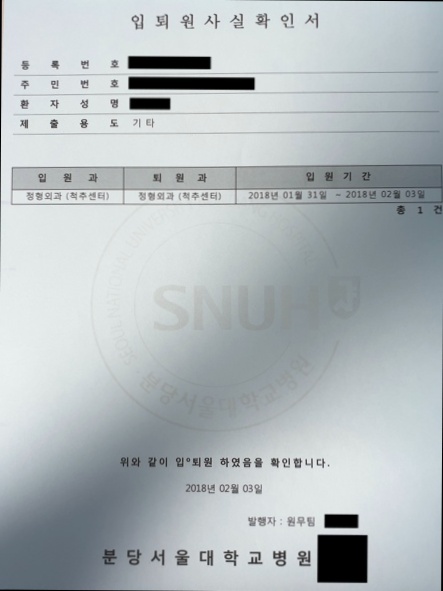 입퇴원사실확인서
등 록 번 호
주 민 번 호
환 자 성 명
제 출 용 도 기타
입 원 과 퇴 원 과 입 원 기 간
정형외과 (척추센터) 정형외과 (척추센터) 2018년 01월 31일 ~ 2018년 02월 03일
총 1 건
SNUH
분당서울대학교병원
위와 같이 입°퇴원 하였음을 확인합니다.
2018년 02월 03일
발행자 : 원무팀
분당서울대학교병원